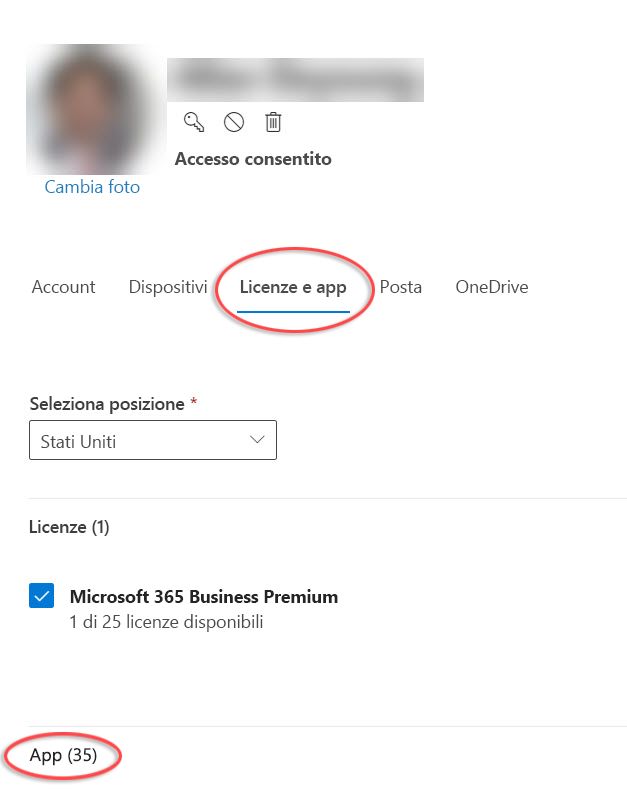 Accesso consentito
Cambia foto
Account Dispositivi Licenze e app Posta OneDrive
Seleziona posizione *
Stati Uniti
Licenze (1)
Microsoft 365 Business Premium
1 di 25 licenze disponibili
App (35)